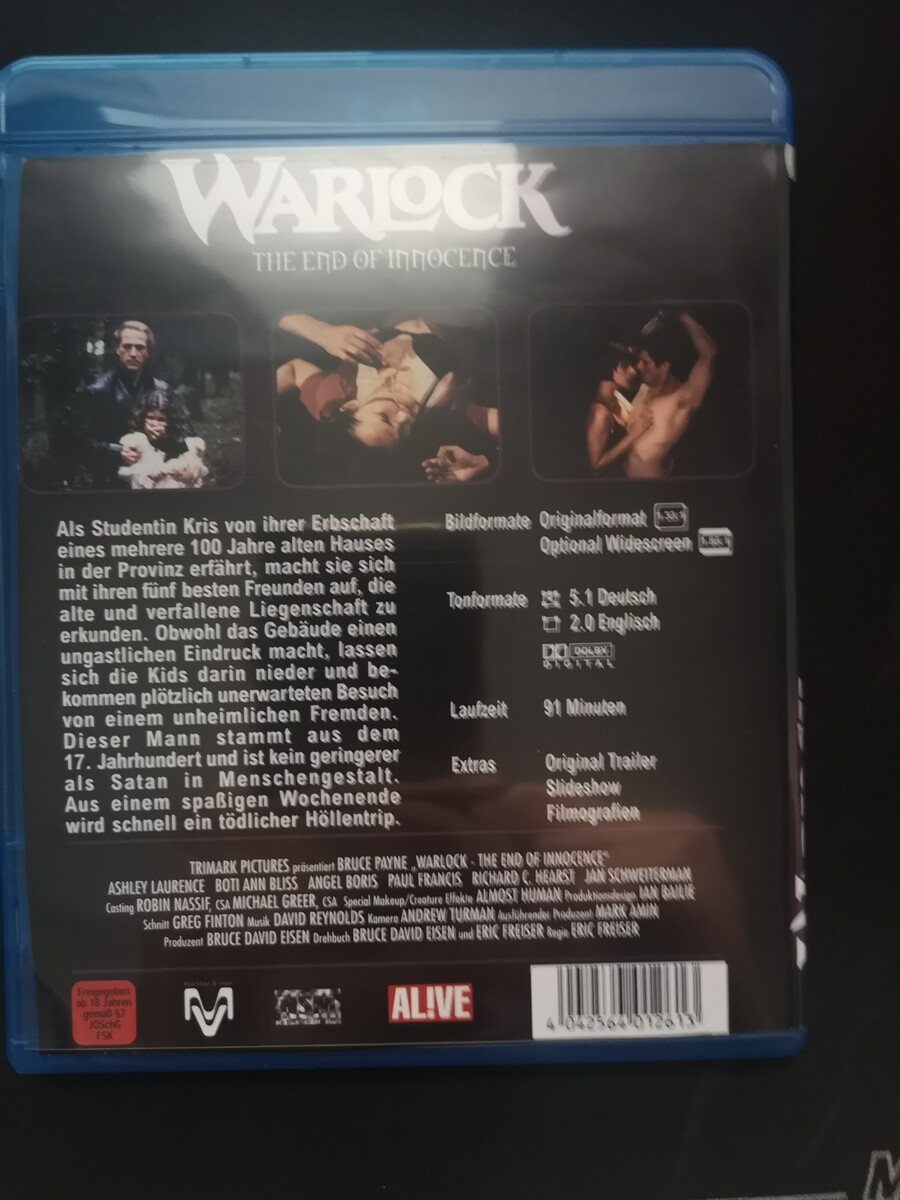 WARLOCK
THE END OF INNOCENCE
Als Studentin Kris von ihrer Erbschaft
eines mehrere 100 Jahre alten Hauses
in der Provinz erfährt, macht sie sich
mit ihren fünf besten Freunden auf, die
alte und verfallene Liegenschaft zu
erkunden. Obwohl das Gebäude einen
ungastlichen Eindruck macht, lassen
sich die Kids darin nieder und be-
kommen plötzlich unerwarteten Besuch
von einem unheimlichen Fremden.
Dieser Mann stammt aus dem
17. Jahrhundert und ist kein geringerer
als Satan in Menschengestalt.
Aus einem spaßigen Wochenende
wird schnell ein tödlicher Höllentrip.
Bildformate Originalformat
Optional Widescreen
Tonformate 5.1 Deutsch
2.0 Englisch
DOLBY
DIGITAL
Laufzeit 91 Minuten
Extras Original Trailer
Slideshow
Filmografien
TRIMARK PICTURES präsentiert BRUCE PAYNE „WARLOCK - THE END OF INNOCENCE“
ASHLEY LAURENCE BOTI ANN BLISS ANGEL BORIS PAUL FRANCIS RICHARD C. HEARST JAN SCHWEITERMAN
Casting ROBIN NASSIF, CSA MICHAEL GREER, CSA Special Makeup/Creature Effekte ALMOST HUMAN Produktionsdesign IAN BAILIE
Schnitt GREG FINTON Musik DAVID REYNOLDS Kamera ANDREW TURMAN Ausführender Produzent MARK AMIN
Produzent BRUCE DAVID EISEN Drehbuch BRUCE DAVID EISEN und ERIC FREISER Regie ERIC FREISER
Freigegeben
ab 18 Jahren
gemäß §7
JÖSchG
FSK
AL!VE
4 042564 012613